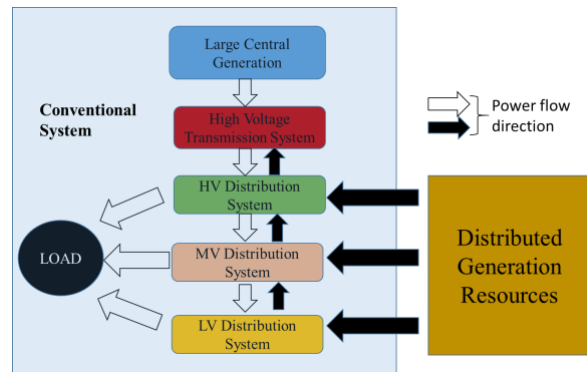 Large Central
Generation
Conventional
System
High Voltage
Transmission System
Power flow
direction
HV Distribution
System
LOAD
MV Distribution
System
Distributed
Generation
Resources
LV Distribution
System